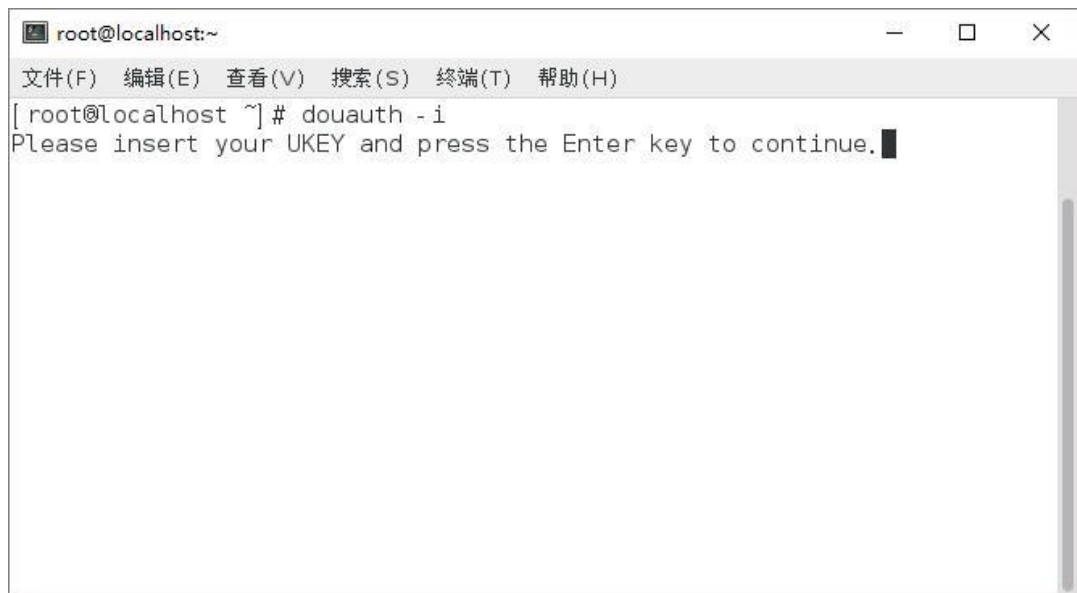 root@localhost:~
文件(F) 编辑(E) 查看(V) 搜索(S) 终端(T) 帮助(H)
[root@localhost ~]# douauth -i
Please insert your UKEY and press the Enter key to continue.